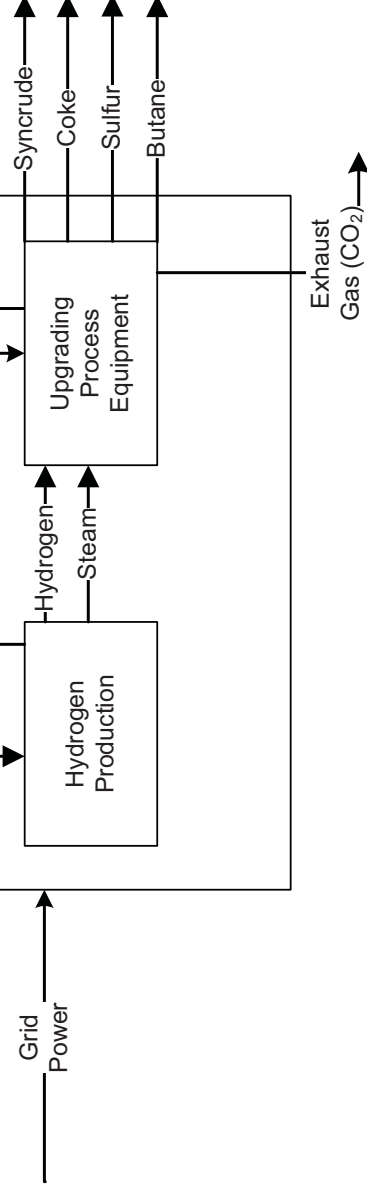 Grid
Power
Hydrogen
Production
Hydrogen
Steam
Upgrading
Process
Equipment
Syncrude
Coke
Sulfur
Butane
Exhaust
Gas (CO₂)